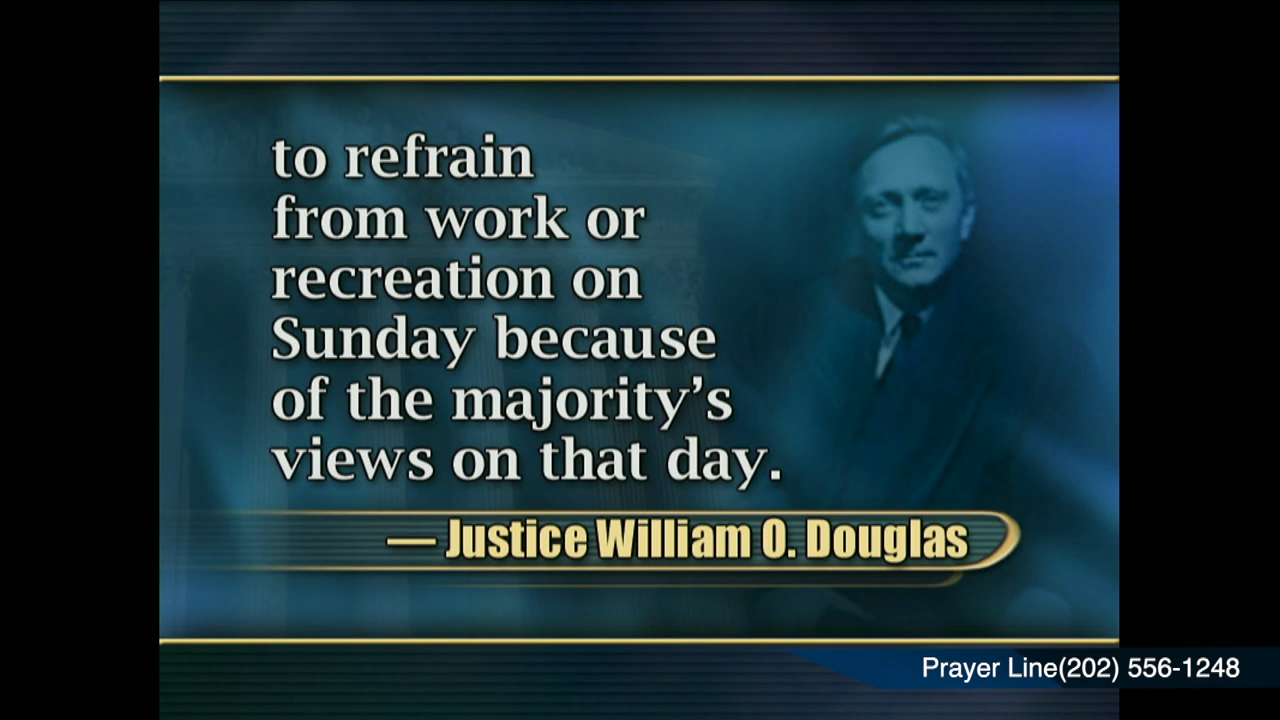 to refrain
from work or
recreation on
Sunday because
of the majority’s
views on that day.
— Justice William O. Douglas
Prayer Line(202) 556-1248